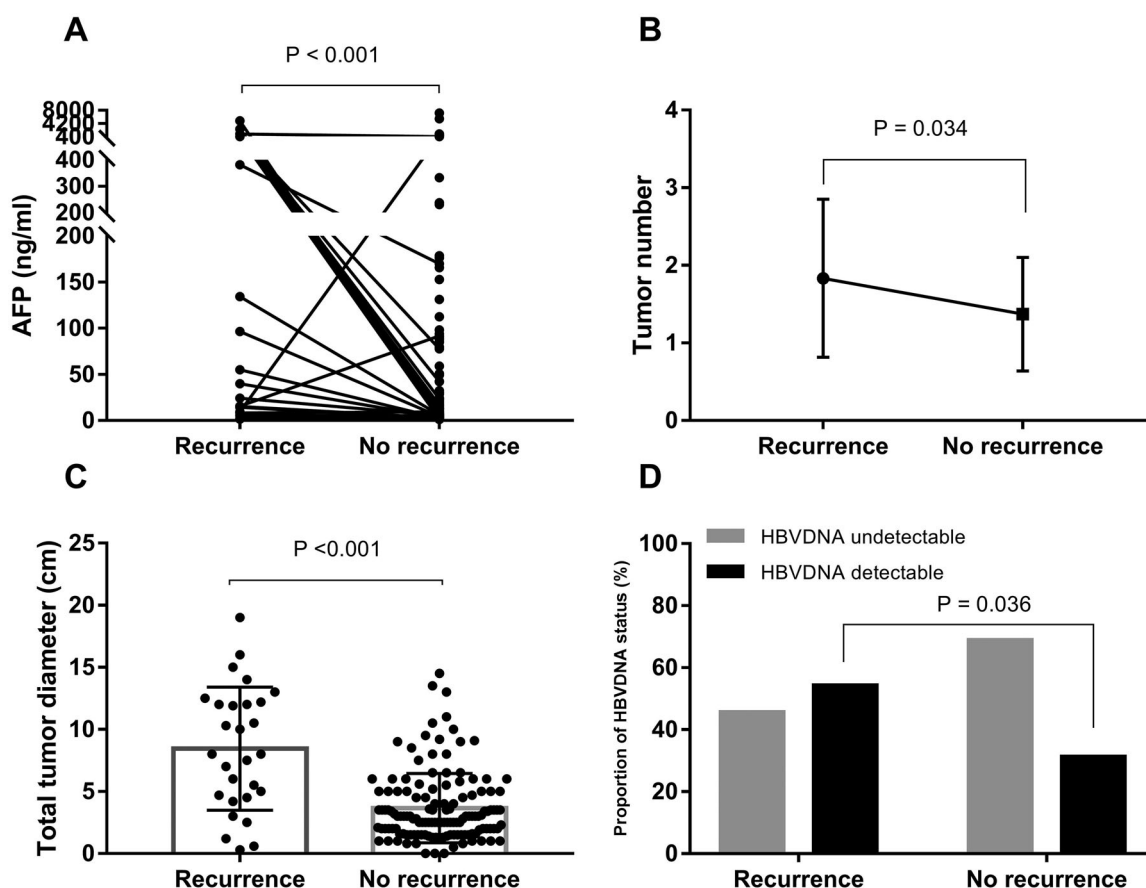 A
P < 0.001
8000
4200
400
400
300
200
200
150
100
50
0
AFP (ng/ml)
Recurrence
No recurrence
B
P = 0.034
4
3
2
1
0
Tumor number
Recurrence
No recurrence
C
P <0.001
25
20
15
10
5
0
Total tumor diameter (cm)
Recurrence
No recurrence
D
HBVDNA undetectable
HBVDNA detectable
P = 0.036
100
80
60
40
20
0
Proportion of HBVDNA status (%)
Recurrence
No recurrence